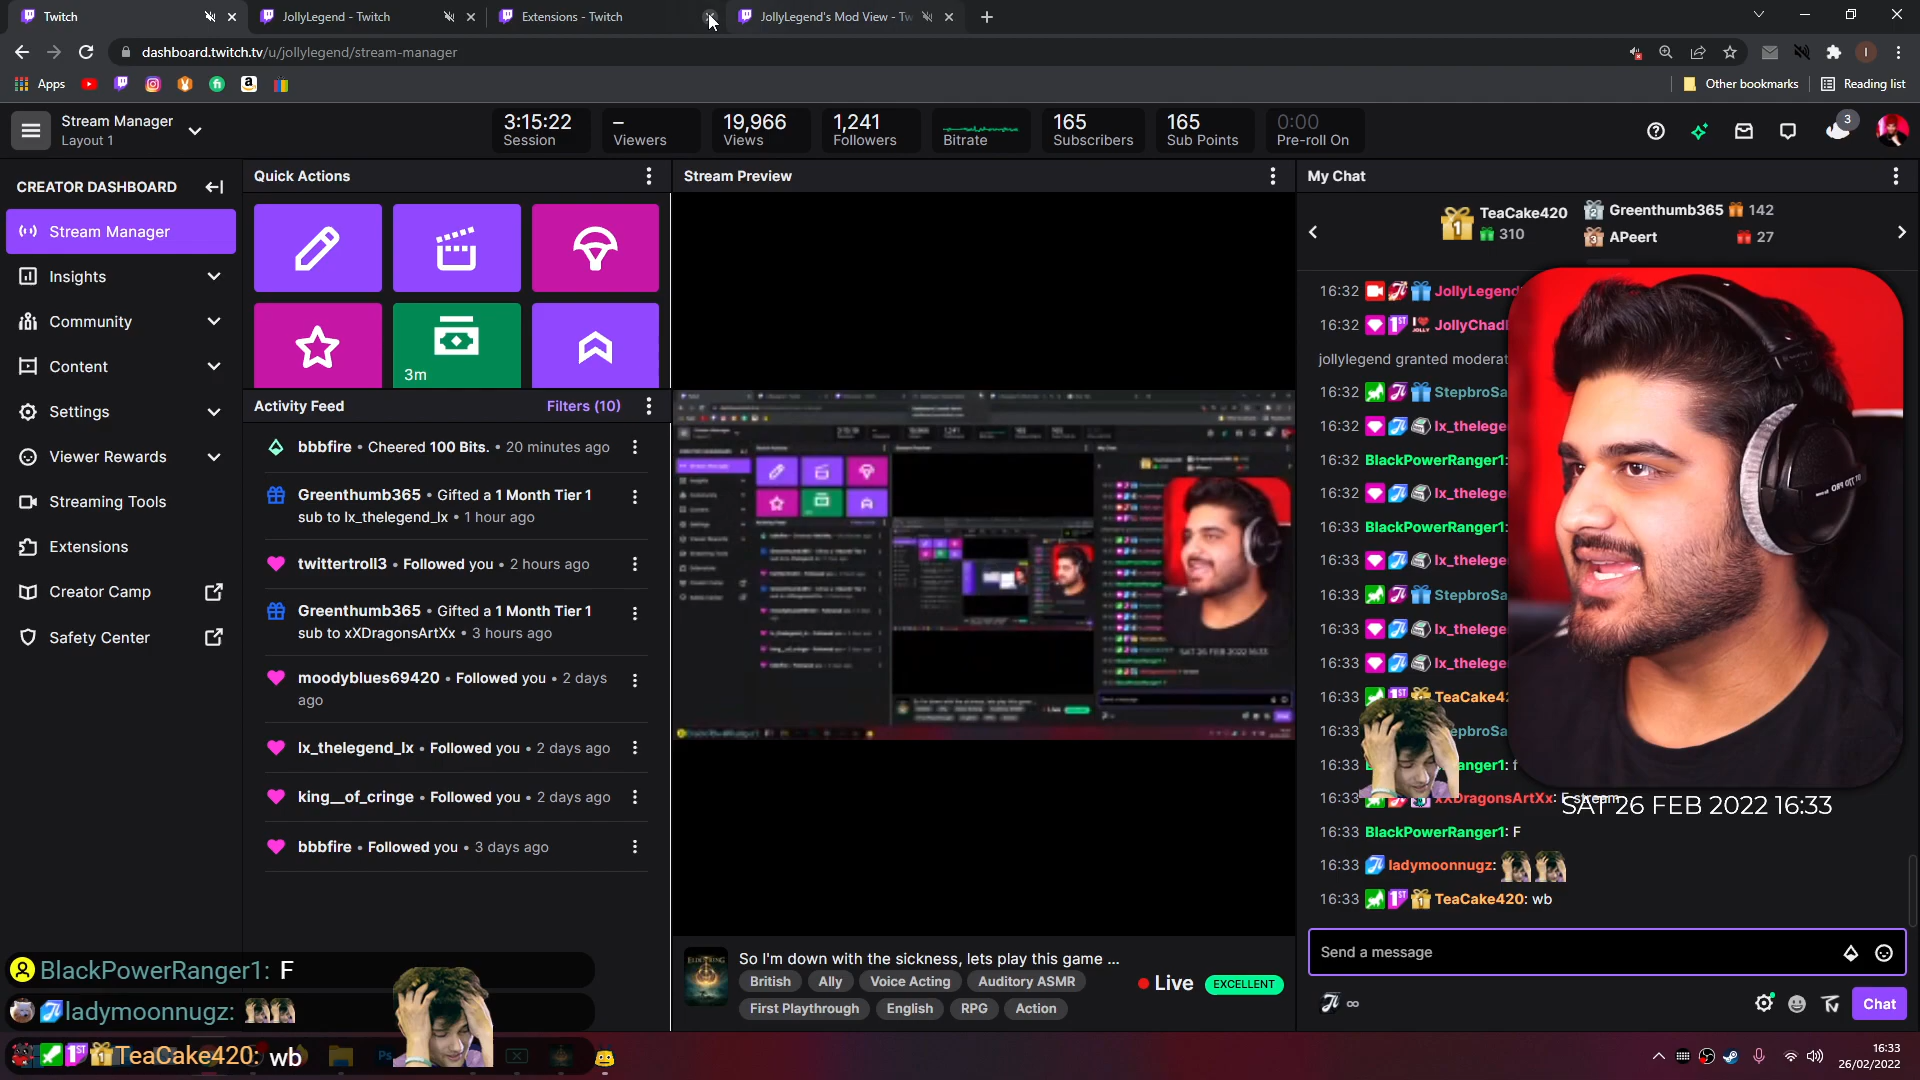 Twitch
JollyLegend - Twitch
Extensions - Twitch
JollyLegend's Mod View - Tw
dashboard.twitch.tv/u/jollylegend/stream-manager
Apps
Other bookmarks
Reading list
Stream Manager
Layout 1
3:15:22
Session
–
Viewers
19,966
Views
1,241
Followers
Bitrate
165
Subscribers
165
Sub Points
0:00
Pre-roll On
3
CREATOR DASHBOARD
Stream Manager
Insights
Community
Content
Settings
Viewer Rewards
Streaming Tools
Extensions
Creator Camp
Safety Center
Quick Actions
3m
Activity Feed
Filters (10)
bbbfire • Cheered 100 Bits. • 20 minutes ago
Greenthumb365 • Gifted a 1 Month Tier 1
sub to lx_thelegend_lx • 1 hour ago
twittertroll3 • Followed you • 2 hours ago
Greenthumb365 • Gifted a 1 Month Tier 1
sub to xXDragonsArtXx • 3 hours ago
moodyblues69420 • Followed you • 2 days
ago
lx_thelegend_lx • Followed you • 2 days ago
king__of_cringe • Followed you • 2 days ago
bbbfire • Followed you • 3 days ago
Stream Preview
So I'm down with the sickness, lets play this game ...
British
Ally
Voice Acting
Auditory ASMR
First Playthrough
English
RPG
Action
Live
EXCELLENT
My Chat
TeaCake420
310
Greenthumb365 142
APeert 27
16:32 JollyLegend
16:32 JollyChad
jollylegend granted moderat
16:32 StepbroSa
16:32 lx_thelege
16:32 BlackPowerRanger1:
16:32 lx_thelege
16:33 BlackPowerRanger1:
16:33 lx_thelege
16:33 StepbroSa
16:33 lx_thelege
16:33 lx_thelege
16:33 TeaCake42
16:33 epbroSa
16:33 anger1: f
16:33 xXDragonsArtXx: F stream
SAT 26 FEB 2022 16:33
16:33 BlackPowerRanger1: F
16:33 ladymoonnugz:
16:33 TeaCake420: wb
Send a message
Chat
BlackPowerRanger1: F
ladymoonnugz:
TeaCake420: wb
16:33
26/02/2022